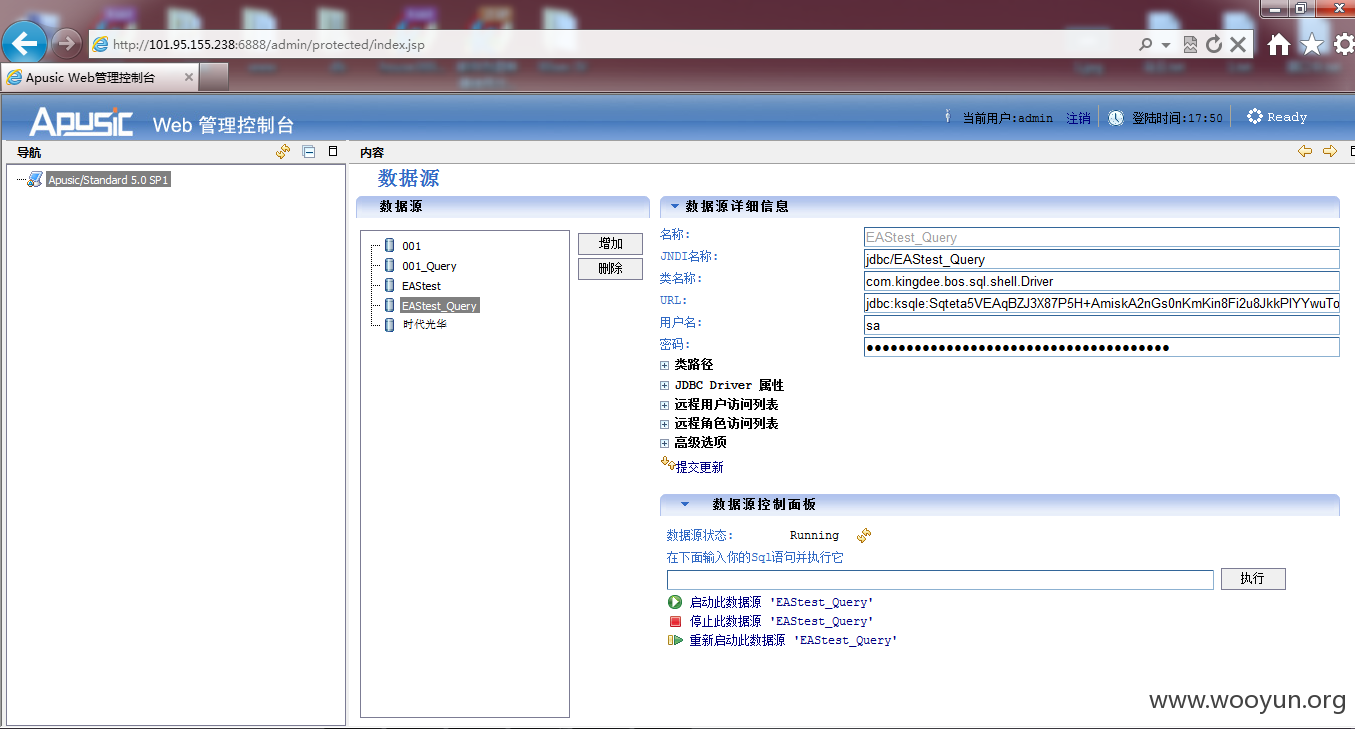 http://101.95.155.238:6888/admin/protected/index.jsp
Apusic Web管理控制台
Apusic Web 管理控制台
当前用户:admin 注销 登陆时间:17:50 Ready
导航
内容
Apusic/Standard 5.0 SP1
数据源
数据源
001
001_Query
EAStest
EAStest_Query
时代光华
增加
删除
数据源详细信息
名称: EAStest_Query
JNDI名称: jdbc/EAStest_Query
类名称: com.kingdee.bos.sql.shell.Driver
URL: jdbc:ksqle:Sqteta5VEAqBZJ3X87P5H+AmiskA2nGs0nKmKin8Fi2u8JkkPlYYwuTo
用户名: sa
密码: ●●●●●●●●●●●●●●●●●●●●●●●●●●●●●●●●●●●●●●
类路径
JDBC Driver 属性
远程用户访问列表
远程角色访问列表
高级选项
提交更新
数据源控制面板
数据源状态: Running
在下面输入你的Sql语句并执行它
执行
启动此数据源 'EAStest_Query'
停止此数据源 'EAStest_Query'
重新启动此数据源 'EAStest_Query'
www.wooyun.org